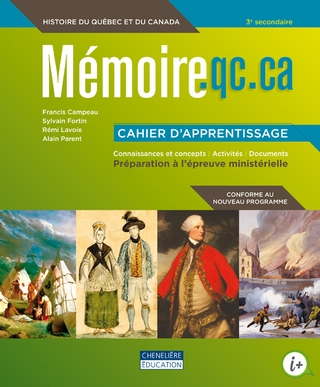 HISTOIRE DU QUÉBEC ET DU CANADA
3e secondaire
Mémoire.qc.ca
Francis Campeau
Sylvain Fortin
Rémi Lavoie
Alain Parent
CAHIER D'APPRENTISSAGE
Connaissances et concepts | Activités | Documents
Préparation à l'épreuve ministérielle
CONFORME AU
NOUVEAU PROGRAMME
CHENELIÈRE
ÉDUCATION
i+